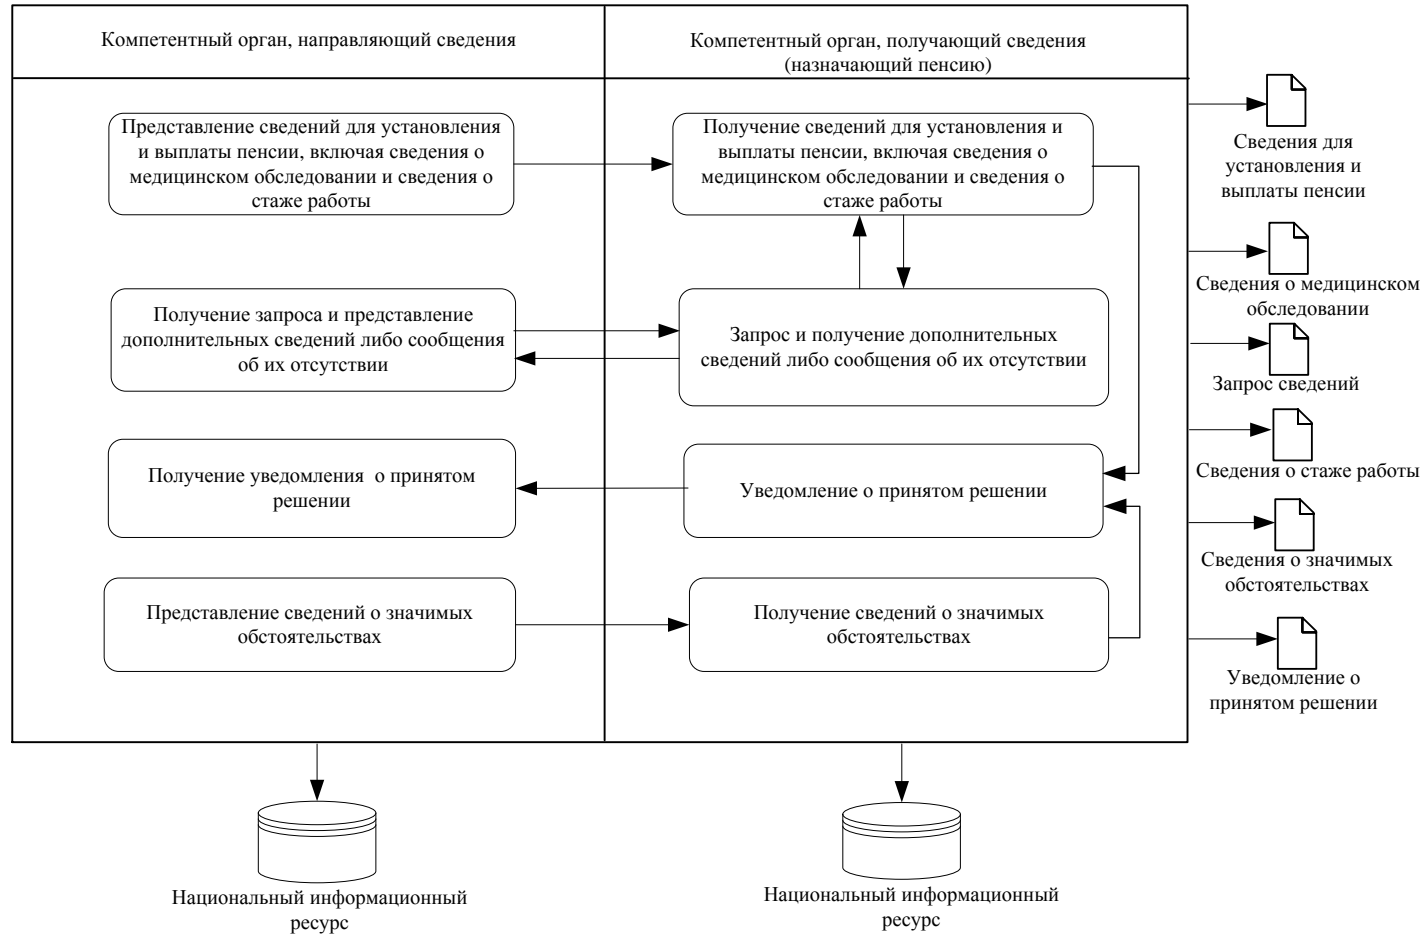 Компетентный орган, направляющий сведения
Компетентный орган, получающий сведения
(назначающий пенсию)
Представление сведений для установления
и выплаты пенсии, включая сведения о
медицинском обследовании и сведения о
стаже работы
Получение сведений для установления и
выплаты пенсии, включая сведения о
медицинском обследовании и сведения о
стаже работы
Получение запроса и представление
дополнительных сведений либо сообщения
об их отсутствии
Запрос и получение дополнительных
сведений либо сообщения об их отсутствии
Получение уведомления о принятом
решении
Уведомление о принятом решении
Представление сведений о значимых
обстоятельствах
Получение сведений о значимых
обстоятельствах
Сведения для
установления и
выплаты пенсии
Сведения о медицинском
обследовании
Запрос сведений
Сведения о стаже работы
Сведения о значимых
обстоятельствах
Уведомление о
принятом решении
Национальный информационный
ресурс
Национальный информационный
ресурс